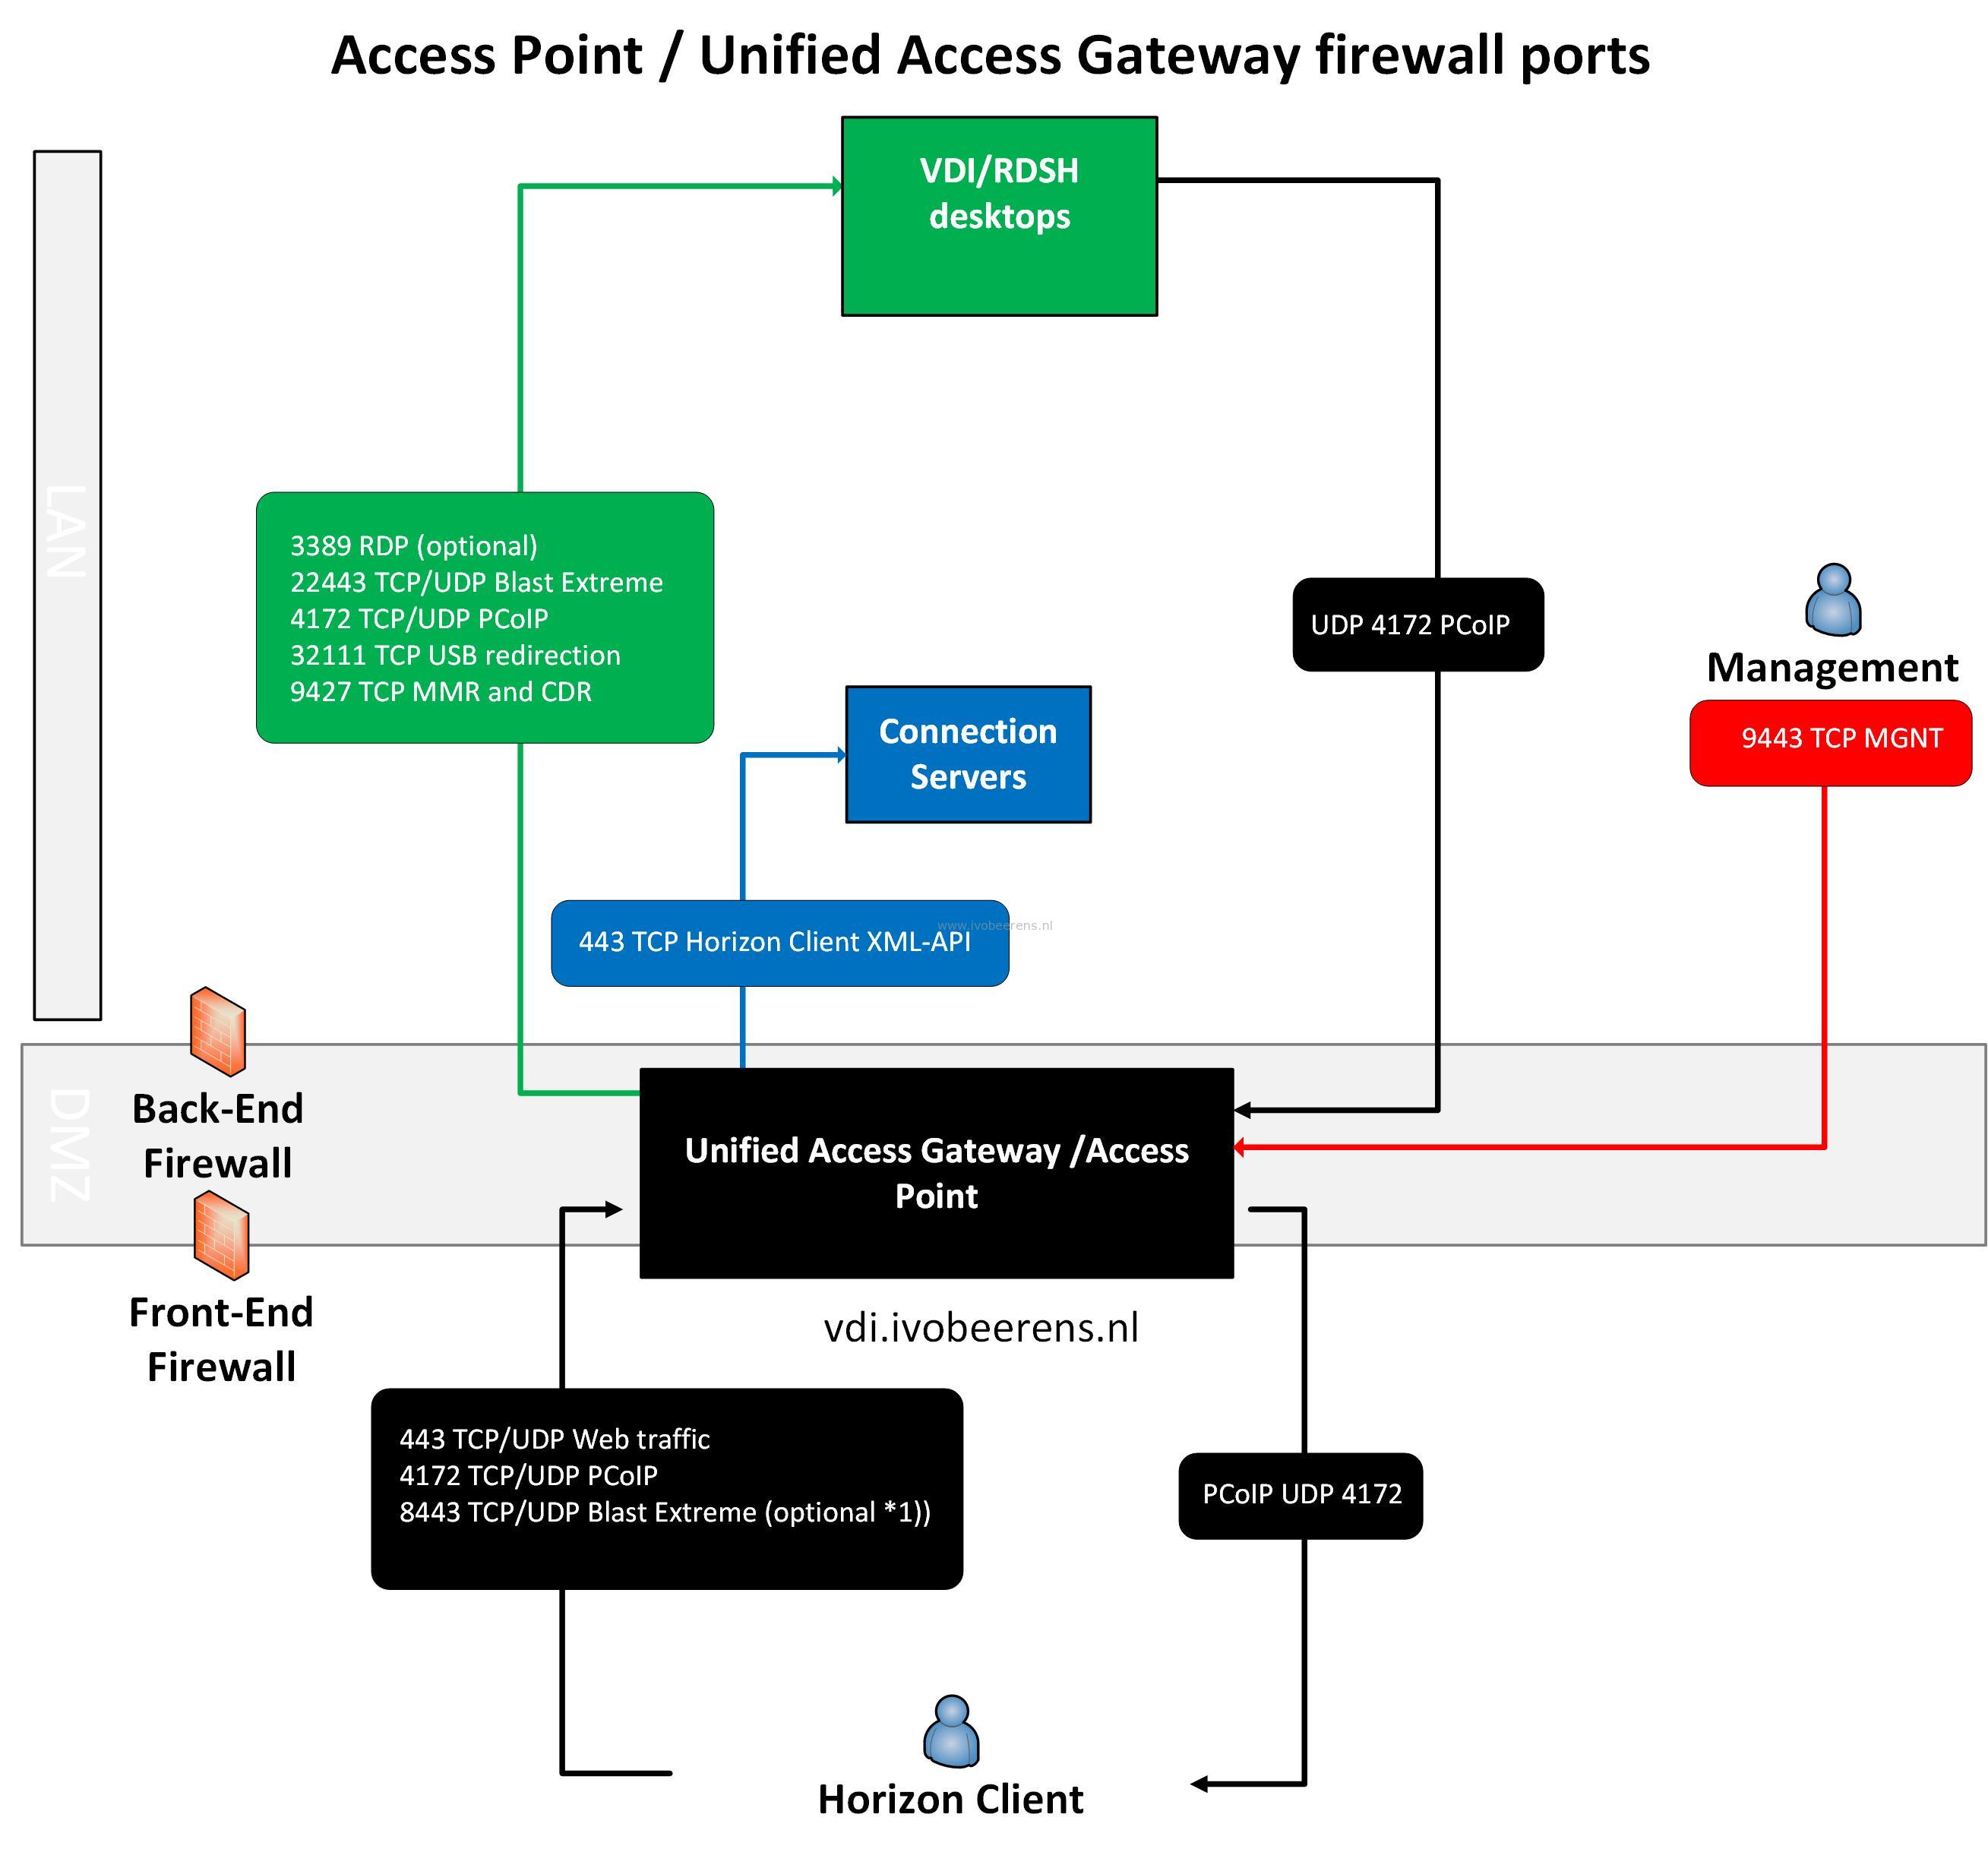 Access Point / Unified Access Gateway firewall ports
VDI/RDSH
desktops
LAN
3389 RDP (optional)
22443 TCP/UDP Blast Extreme
4172 TCP/UDP PCoIP
32111 TCP USB redirection
9427 TCP MMR and CDR
UDP 4172 PCoIP
Management
9443 TCP MGNT
Connection
Servers
www.ivobeerens.nl
443 TCP Horizon Client XML-API
DMZ
Back-End
Firewall
Unified Access Gateway /Access
Point
Front-End
Firewall
vdi.ivobeerens.nl
443 TCP/UDP Web traffic
4172 TCP/UDP PCoIP
8443 TCP/UDP Blast Extreme (optional *1))
PCoIP UDP 4172
Horizon Client